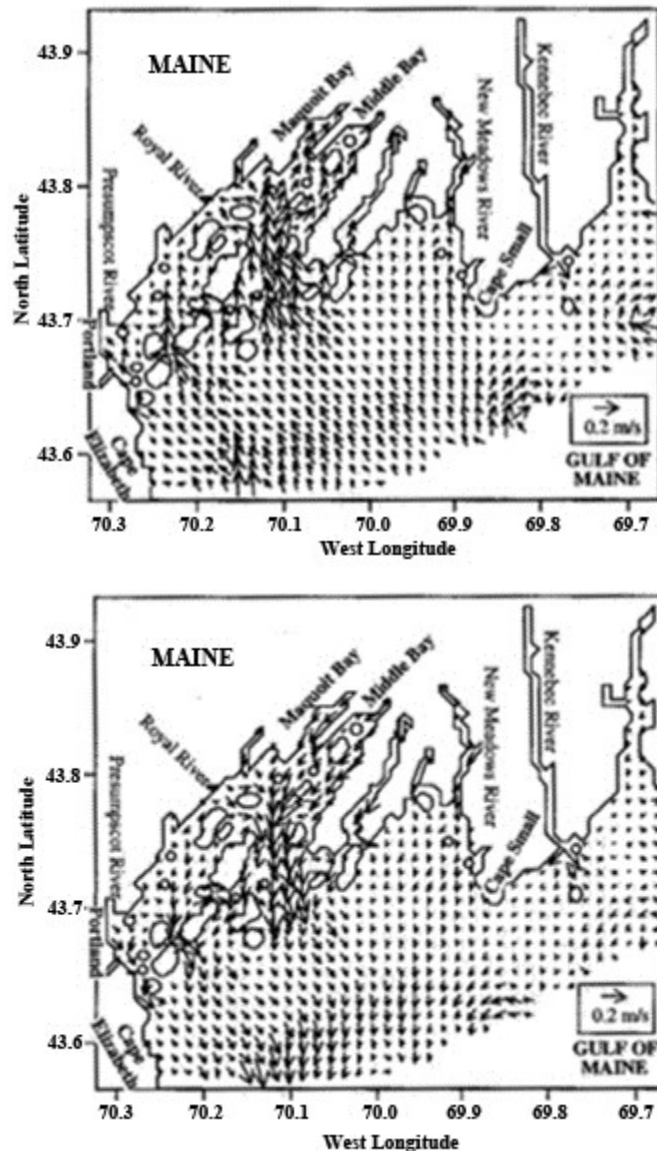 43.9
MAINE
Maquoit Bay
Middle Bay
New Meadows River
Kennebec River
Royal River
Presumpscot River
43.8
North Latitude
43.7
Cape Small
Portland
Cape Elizabeth
43.6
0.2 m/s
GULF OF
MAINE
70.3 70.2 70.1 70.0 69.9 69.8 69.7
West Longitude
43.9
MAINE
Maquoit Bay
Middle Bay
New Meadows River
Kennebec River
Royal River
Presumpscot River
43.8
North Latitude
43.7
Cape Small
Portland
Cape Elizabeth
43.6
0.2 m/s
GULF OF
MAINE
70.3 70.2 70.1 70.0 69.9 69.8 69.7
West Longitude